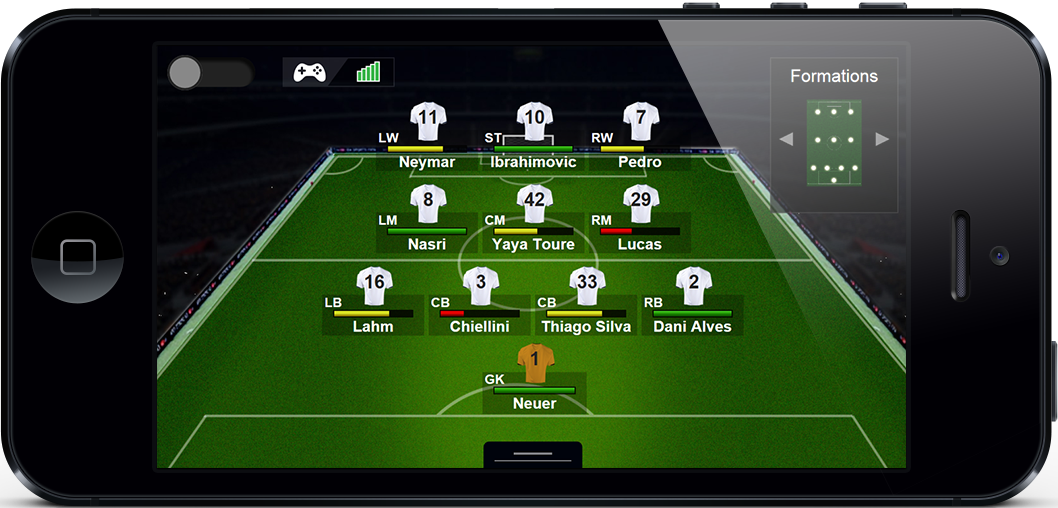 Formations
11
10
7
LW
ST
RW
Neymar
Ibrahimovic
Pedro
8
42
29
LM
CM
RM
Nasri
Yaya Toure
Lucas
16
3
33
2
LB
CB
CB
RB
Lahm
Chiellini
Thiago Silva
Dani Alves
1
GK
Neuer